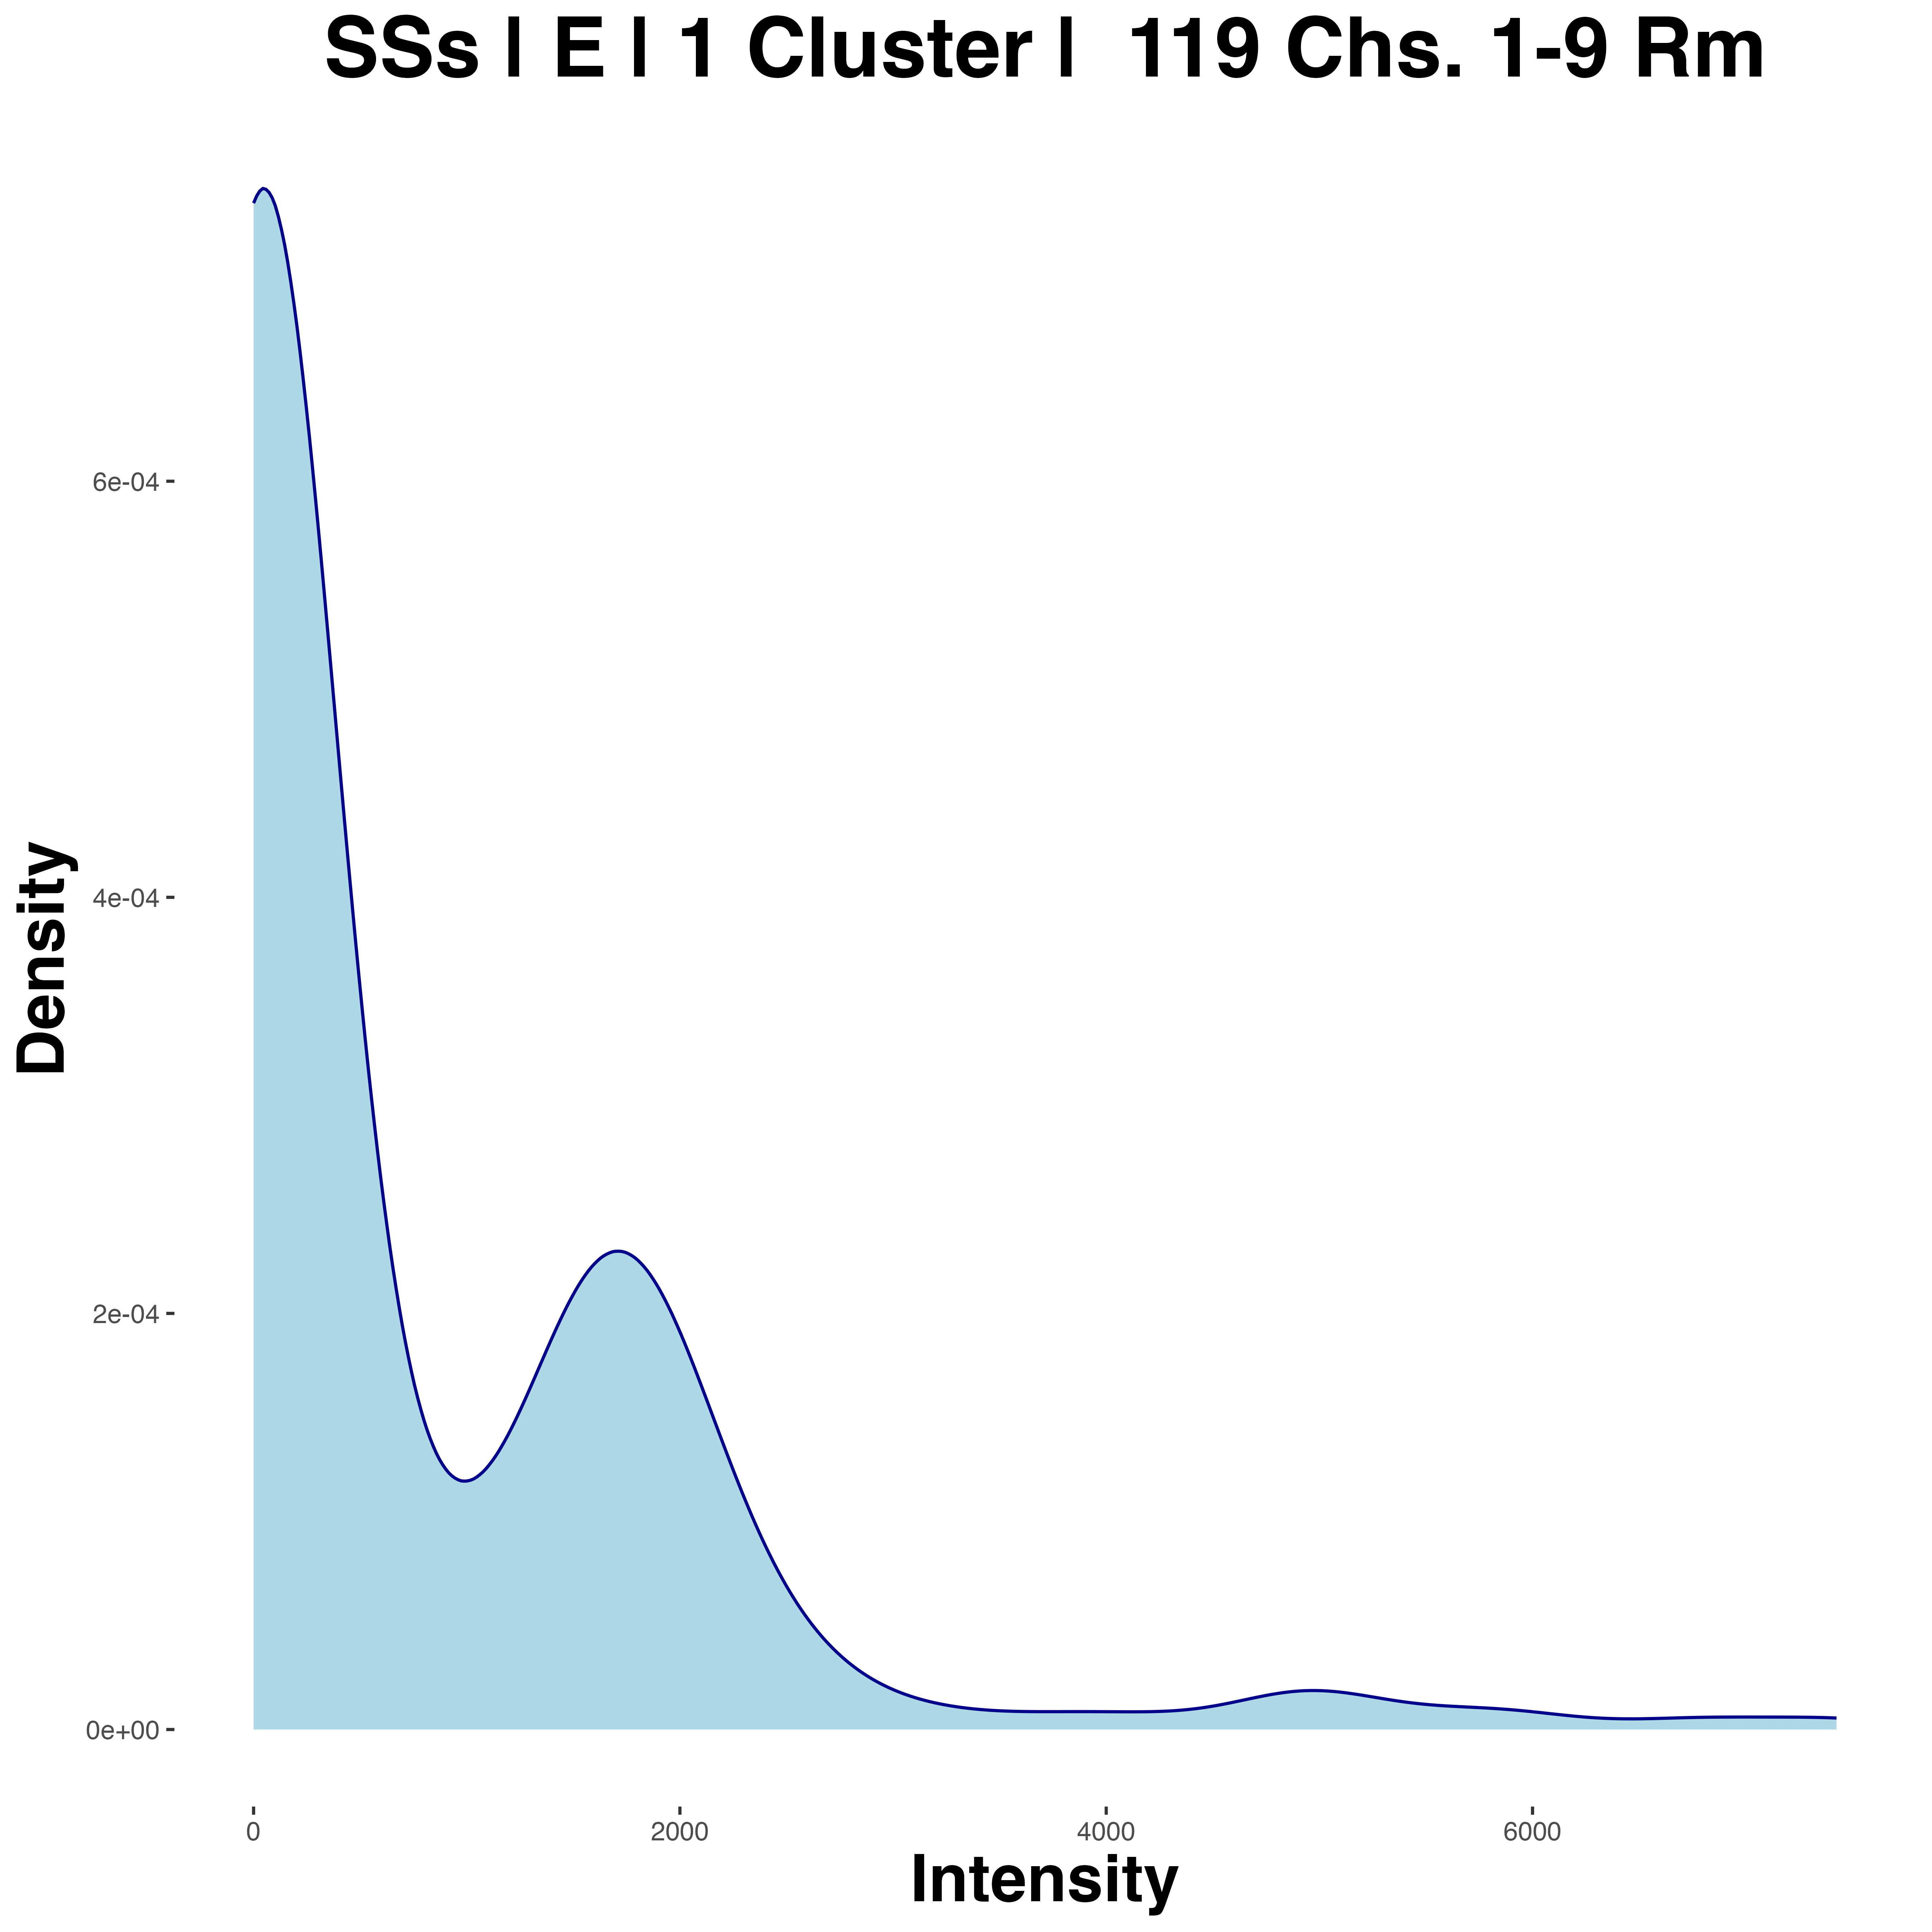 SSs | E | 1 Cluster |  119 Chs. 1-9 Rm
Density
6e-04
4e-04
2e-04
0e+00
0
2000
4000
6000
Intensity